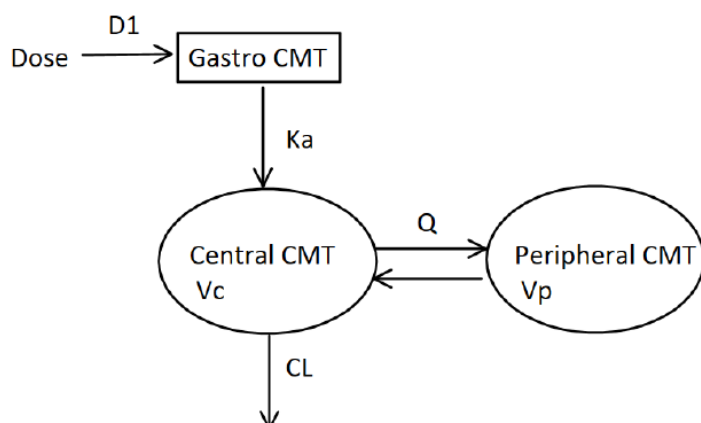 D1
Dose
Gastro CMT
Ka
Q
Central CMT
Vc
Peripheral CMT
Vp
CL